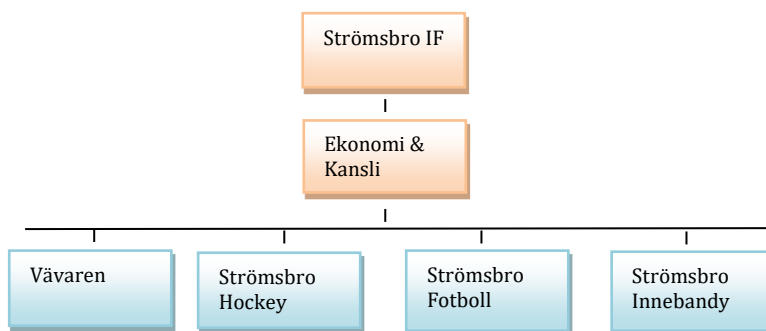 Strömsbro IF
Ekonomi &
Kansli
Vävaren
Strömsbro
Hockey
Strömsbro
Fotboll
Strömsbro
Innebandy